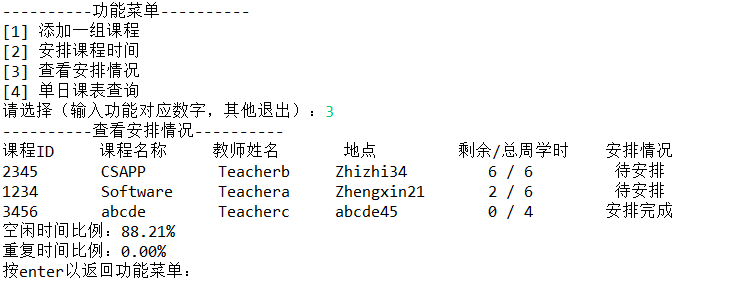 ----------功能菜单----------
[1] 添加一组课程
[2] 安排课程时间
[3] 查看安排情况
[4] 单日课表查询
请选择（输入功能对应数字，其他退出）：3
----------查看安排情况----------
课程ID 课程名称 教师姓名 地点 剩余/总周学时 安排情况
2345 CSAPP Teacherb Zhizhi34 6 / 6 待安排
1234 Software Teachera Zhengxin21 2 / 6 待安排
3456 abcde Teacherc abcde45 0 / 4 安排完成
空闲时间比例：88.21%
重复时间比例：0.00%
按enter以返回功能菜单：